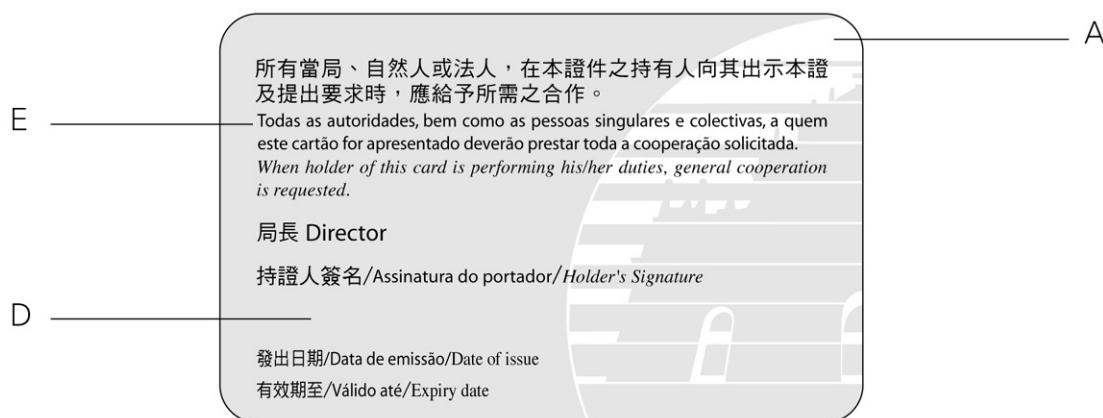 A
所有當局、自然人或法人，在本證件之持有人向其出示本證
及提出要求時，應給予所需之合作。
E
Todas as autoridades, bem como as pessoas singulares e colectivas, a quem
este cartão for apresentado deverão prestar toda a cooperação solicitada.
When holder of this card is performing his/her duties, general cooperation
is requested.
局長 Director
持證人簽名/Assinatura do portador/Holder's Signature
D
發出日期/Data de emissão/Date of issue
有效期至/Válido até/Expiry date